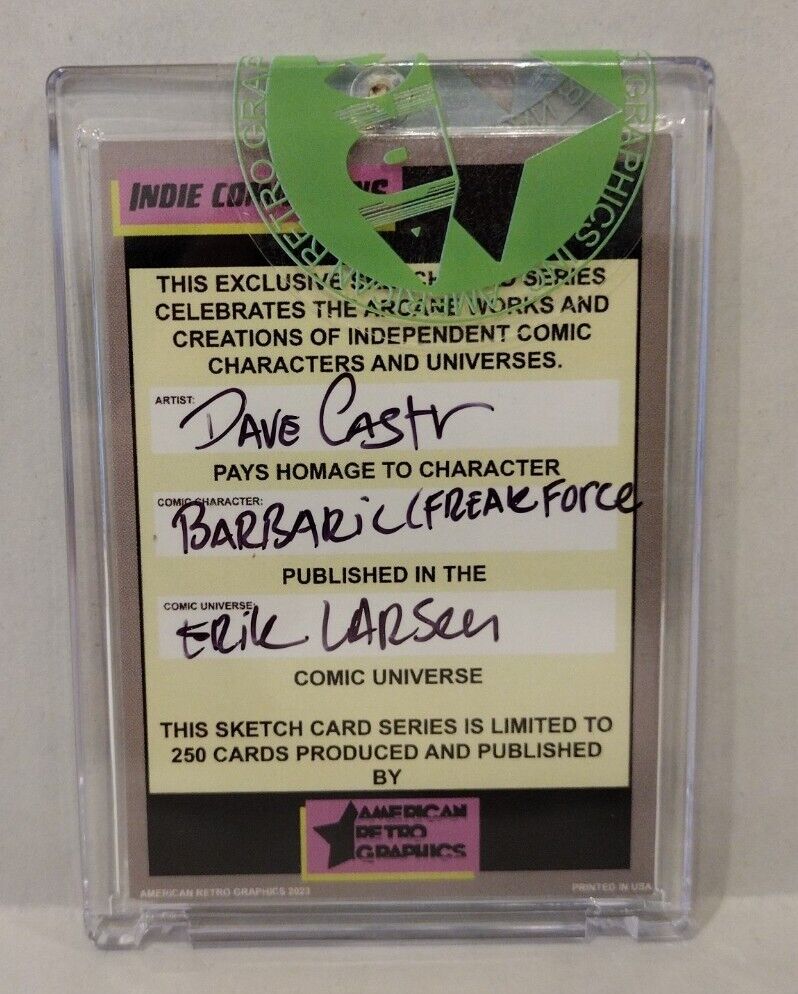 INDIE
THIS EXCLUSIVE SERIES
CELEBRATES THE ARCANE WORKS AND
CREATIONS OF INDEPENDENT COMIC
CHARACTERS AND UNIVERSES.
ARTIST:
DAVE CASTR
PAYS HOMAGE TO CHARACTER
COMIC CHARACTER:
BARBARIC (FREAK FORCE
PUBLISHED IN THE
COMIC UNIVERSE:
ERIK LARSEN
COMIC UNIVERSE
THIS SKETCH CARD SERIES IS LIMITED TO
250 CARDS PRODUCED AND PUBLISHED
BY
AMERICAN
RETRO
GRAPHICS
AMERICAN RETRO GRAPHICS 2023
PRINTED IN USA